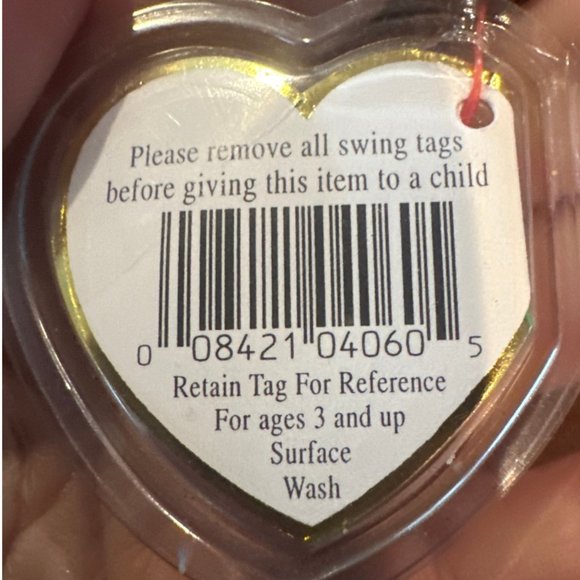 Please remove all swing tags
before giving this item to a child
0 08421 04060 5
Retain Tag For Reference
For ages 3 and up
Surface
Wash